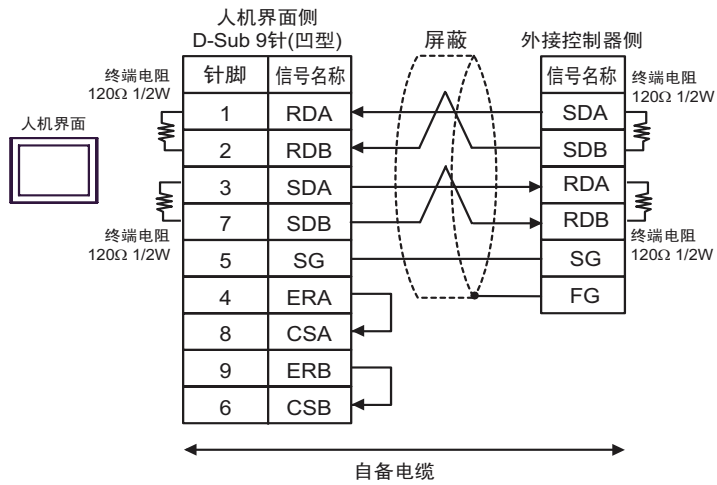 人机界面侧
D-Sub 9针(凹型)
屏蔽
外接控制器侧
终端电阻
120Ω 1/2W
针脚 信号名称
信号名称
终端电阻
120Ω 1/2W
人机界面
1 RDA
SDA
2 RDB
SDB
3 SDA
RDA
7 SDB
RDB
终端电阻
120Ω 1/2W
终端电阻
120Ω 1/2W
5 SG
SG
4 ERA
FG
8 CSA
9 ERB
6 CSB
自备电缆